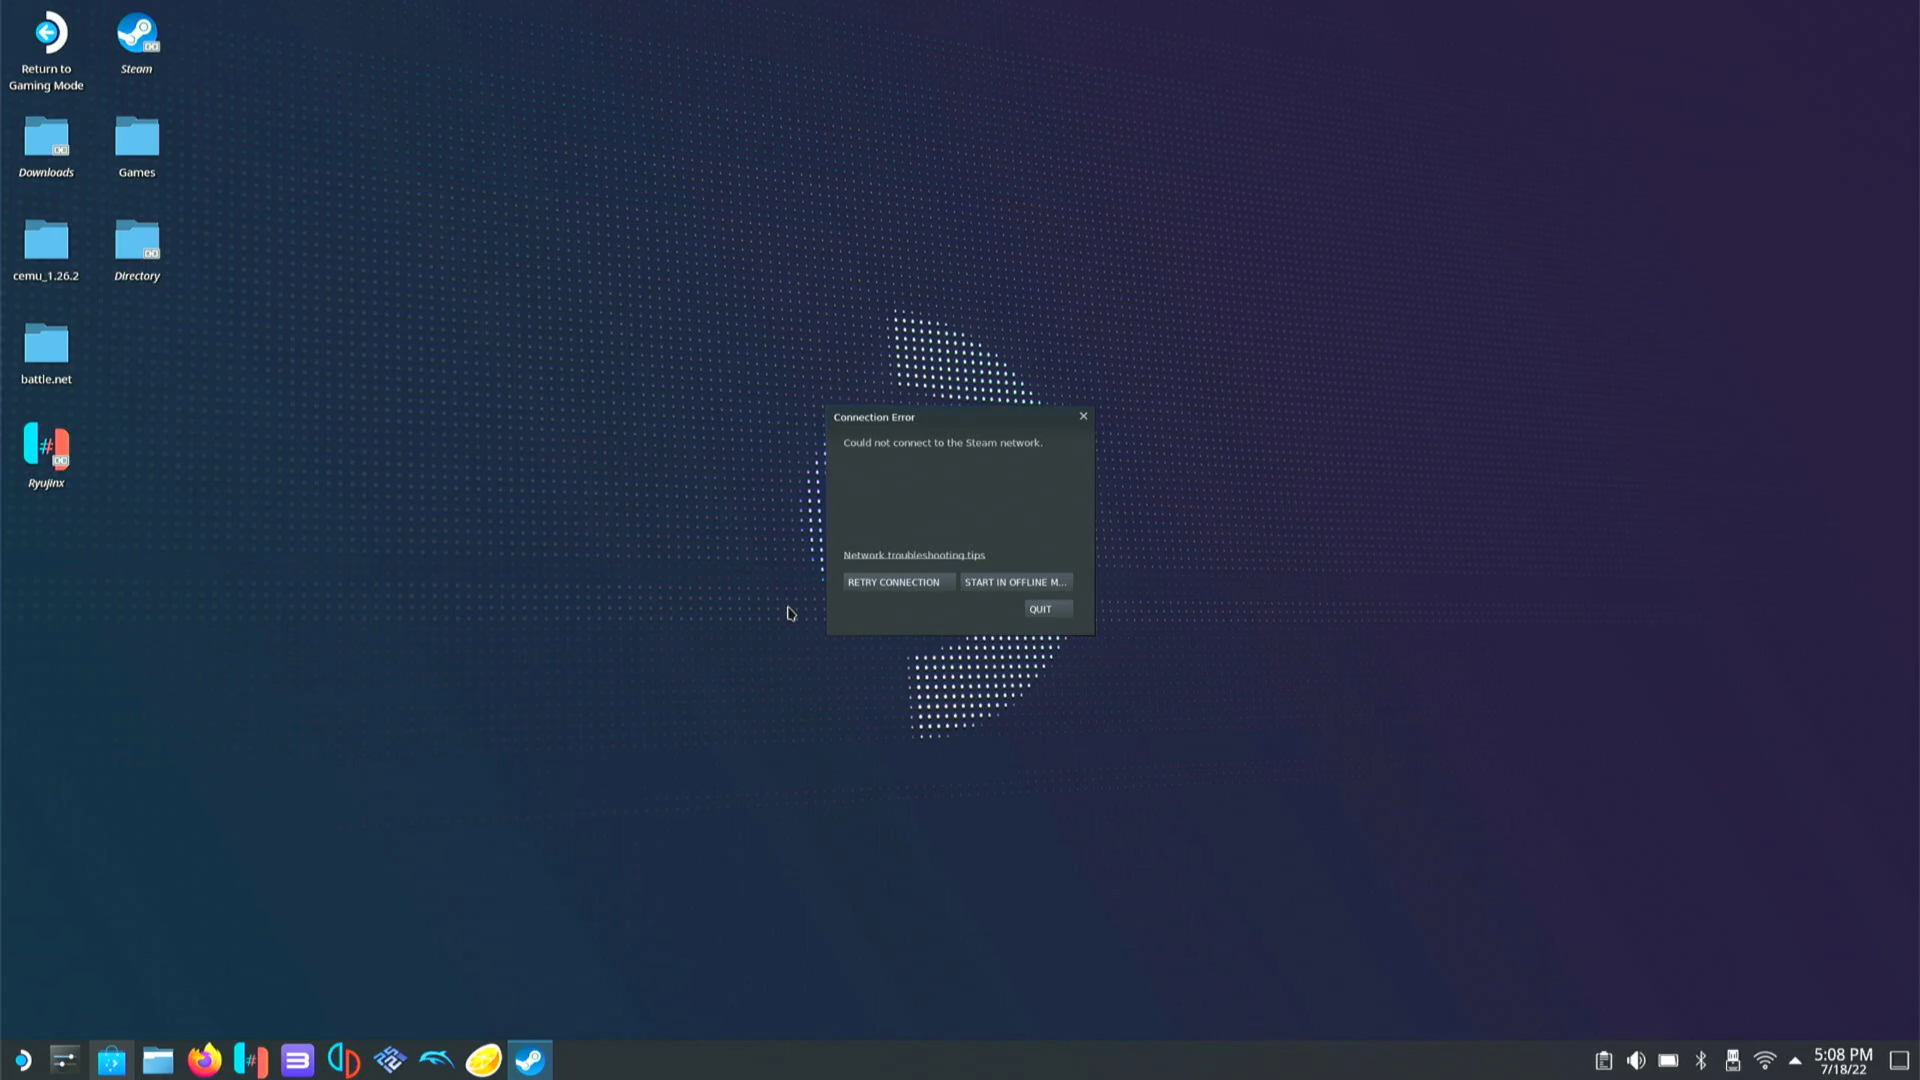 Return to
Gaming Mode
Steam
Downloads
Games
cemu_1.26.2
Directory
battle.net
Ryujinx
Connection Error
Could not connect to the Steam network.
Network troubleshooting tips
RETRY CONNECTION
START IN OFFLINE M...
QUIT
5:08 PM
7/18/22